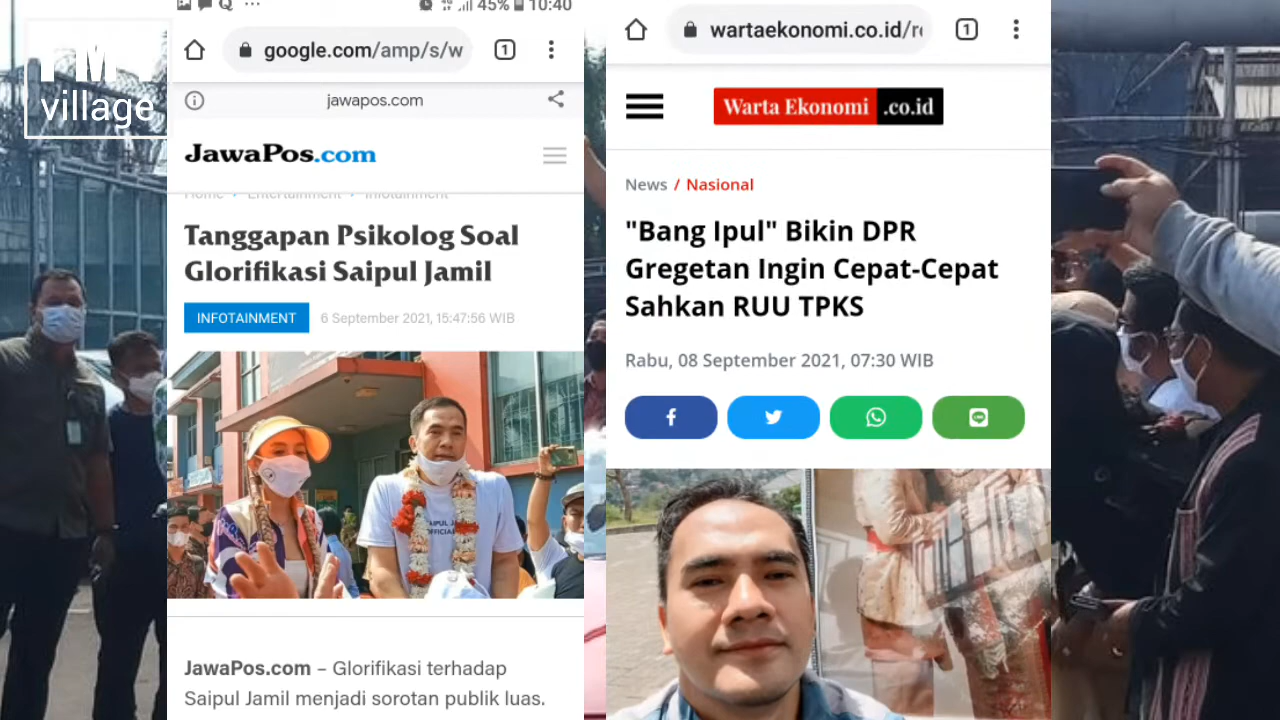 village
45%
10:40
google.com/amp/s/w
1
jawapos.com
JawaPos.com
Home
Entertainment
Infotainment
Tanggapan Psikolog Soal
Glorifikasi Saipul Jamil
INFOTAINMENT
6 September 2021, 15:47:56 WIB
JawaPos.com – Glorifikasi terhadap
Saipul Jamil menjadi sorotan publik luas.
wartaekonomi.co.id/r
1
Warta Ekonomi .co.id
News / Nasional
"Bang Ipul" Bikin DPR
Gregetan Ingin Cepat-Cepat
Sahkan RUU TPKS
Rabu, 08 September 2021, 07:30 WIB